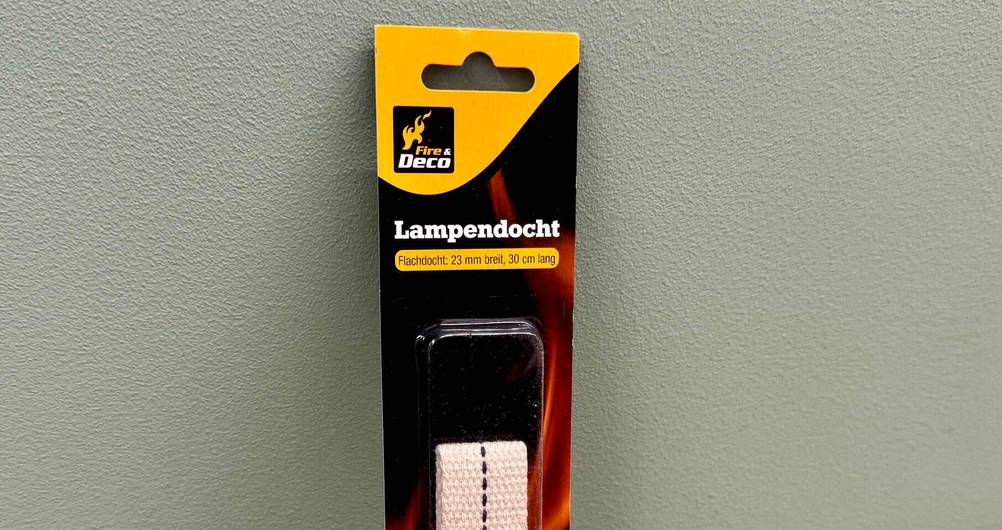 Fire &
Deco
Lampendocht
Flachdocht: 23 mm breit, 30 cm lang